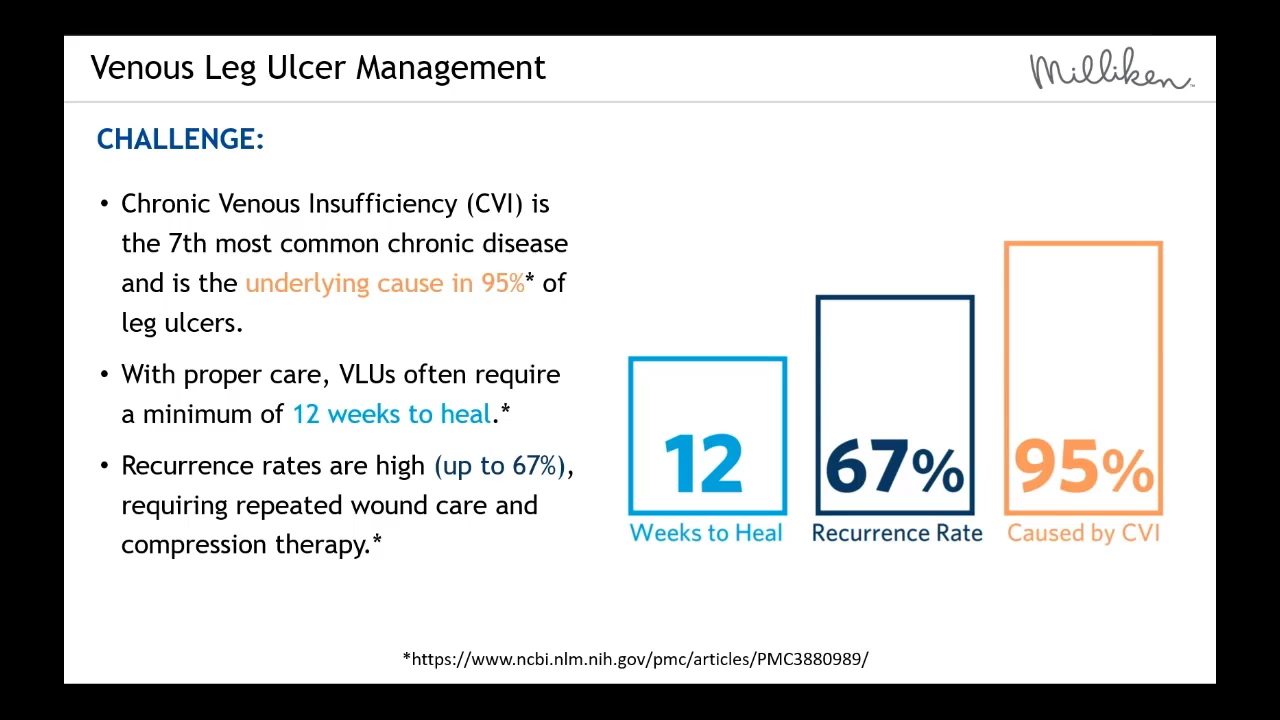 Venous Leg Ulcer Management
Milliken™
CHALLENGE:
• Chronic Venous Insufficiency (CVI) is
the 7th most common chronic disease
and is the underlying cause in 95%* of
leg ulcers.
• With proper care, VLUs often require
a minimum of 12 weeks to heal.*
• Recurrence rates are high (up to 67%),
requiring repeated wound care and
compression therapy.*
12
Weeks to Heal
67%
Recurrence Rate
95%
Caused by CVI
*https://www.ncbi.nlm.nih.gov/pmc/articles/PMC3880989/